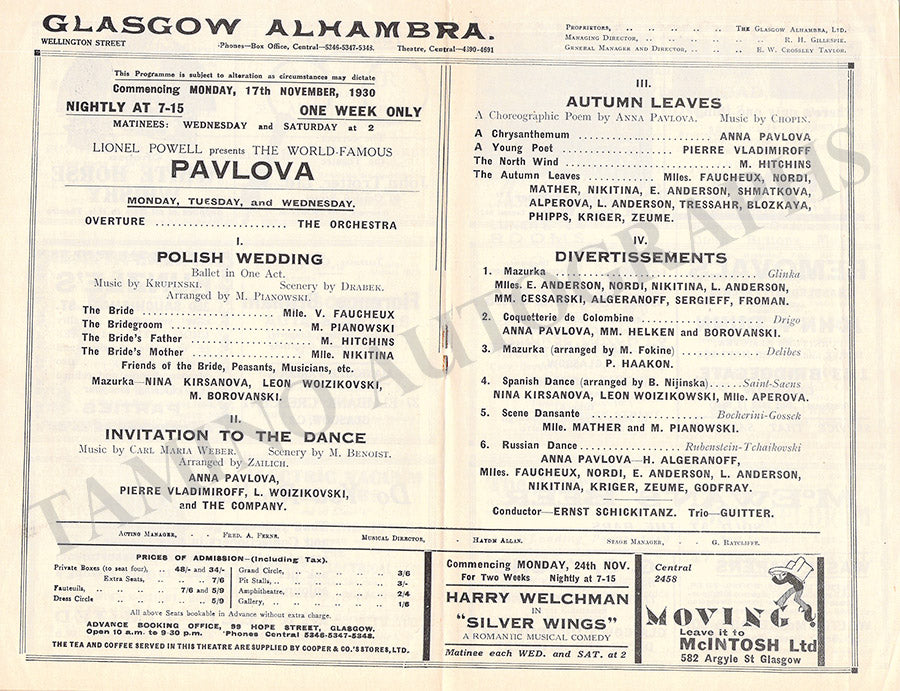 GLASGOW ALHAMBRA.
WELLINGTON STREET
'Phones—Box Office, Central—5346-5347-5348. Theatre, Central—4390-4691
PROPRIETORS, .. .. .. .. THE GLASGOW ALHAMBRA, LTD.
MANAGING DIRECTOR, .. .. .. .. R. H. GILLESPIE.
GENERAL MANAGER AND DIRECTOR, .. .. E. W. CROSSLEY TAYLOR.
This Programme is subject to alteration as circumstances may dictate
Commencing MONDAY, 17th NOVEMBER, 1930
NIGHTLY AT 7-15 ONE WEEK ONLY
MATINEES: WEDNESDAY and SATURDAY at 2
LIONEL POWELL presents THE WORLD-FAMOUS
PAVLOVA
MONDAY, TUESDAY, and WEDNESDAY.
OVERTURE ........................ THE ORCHESTRA
I.
POLISH WEDDING
Ballet in One Act.
Music by KRUPINSKI. Scenery by DRABEK.
Arranged by M. PIANOWSKI.
The Bride ........................ Mlle. V. FAUCHEUX
The Bridegroom ........................ M. PIANOWSKI
The Bride's Father ........................ M. HITCHINS
The Bride's Mother ........................ Mlle. NIKITINA
Friends of the Bride, Peasants, Musicians, etc.
Mazurka—NINA KIRSANOVA, LEON WOIZIKOVSKI,
M. BOROVANSKI.
II.
INVITATION TO THE DANCE
Music by CARL MARIA WEBER. Scenery by M. BENOIST.
Arranged by ZAILICH.
ANNA PAVLOVA,
PIERRE VLADIMIROFF, L. WOIZIKOVSKI,
and THE COMPANY.
III.
AUTUMN LEAVES
A Choreographic Poem by ANNA PAVLOVA. Music by CHOPIN.
A Chrysanthemum ........................ ANNA PAVLOVA
A Young Poet ........................ PIERRE VLADIMIROFF
The North Wind ........................ M. HITCHINS
The Autumn Leaves ............ Mlles. FAUCHEUX, NORDI,
MATHER, NIKITINA, E. ANDERSON, SHMATKOVA,
ALPEROVA, L. ANDERSON, TRESSAHR, BLOZKAYA,
PHIPPS, KRIGER, ZEUME.
IV.
DIVERTISSEMENTS
1. Mazurka ........................ Glinka
Mlles. E. ANDERSON, NORDI, NIKITINA, L. ANDERSON,
MM. CESSARSKI, ALGERANOFF, SERGIEFF, FROMAN.
2. Coquetterie de Colombine ........................ Drigo
ANNA PAVLOVA, MM. HELKEN and BOROVANSKI.
3. Mazurka (arranged by M. Fokine) ........................ Delibes
P. HAAKON.
4. Spanish Dance (arranged by B. Nijinska)...... Saint-Saens
NINA KIRSANOVA, LEON WOIZIKOWSKI, Mlle. APEROVA.
5. Scene Dansante ........................ Bocherini-Gossek
Mlle. MATHER and M. PIANOWSKI.
6. Russian Dance ........................ Rubenstein-Tchaikovski
ANNA PAVLOVA—H. ALGERANOFF,
Mlles. FAUCHEUX, NORDI, E. ANDERSON, L. ANDERSON,
NIKITINA, KRIGER, ZEUME, GODFRAY.
Conductor—ERNST SCHICKITANZ. Trio—GUITTER.
ACTING MANAGER, - FRED. A. FERNE. MUSICAL DIRECTOR, - HAYDN ALLAN. STAGE MANAGER, - G. RATCLIFFE.
PRICES OF ADMISSION—(Including Tax).
Private Boxes (to seat four), .. 48/- and 34/-
Extra Seats, .. .. 7/6
Fauteuils, .. .. .. 7/6 and 5/9
Dress Circle .. .. .. 5/9
Grand Circle, .. .. .. 3/6
Pit Stalls, .. .. .. 3/-
Amphitheatre, .. .. .. 2/4
Gallery, .. .. .. 1/6
All above Seats bookable in Advance without extra charge.
ADVANCE BOOKING OFFICE, 99 HOPE STREET, GLASGOW.
Open 10 a.m. to 9 30 p.m. 'Phones Central 5346-5347-5348.
THE TEA AND COFFEE SERVED IN THIS THEATRE ARE SUPPLIED BY COOPER & CO.'S STORES, LTD.
Commencing MONDAY, 24th NOV.
For Two Weeks Nightly at 7-15
HARRY WELCHMAN
IN
"SILVER WINGS"
A ROMANTIC MUSICAL COMEDY
Matinee each WED. and SAT. at 2
Central
2458
MOVING?
Leave it to
McINTOSH Ltd
582 Argyle St Glasgow
TAMINO AUTOGRAPHS